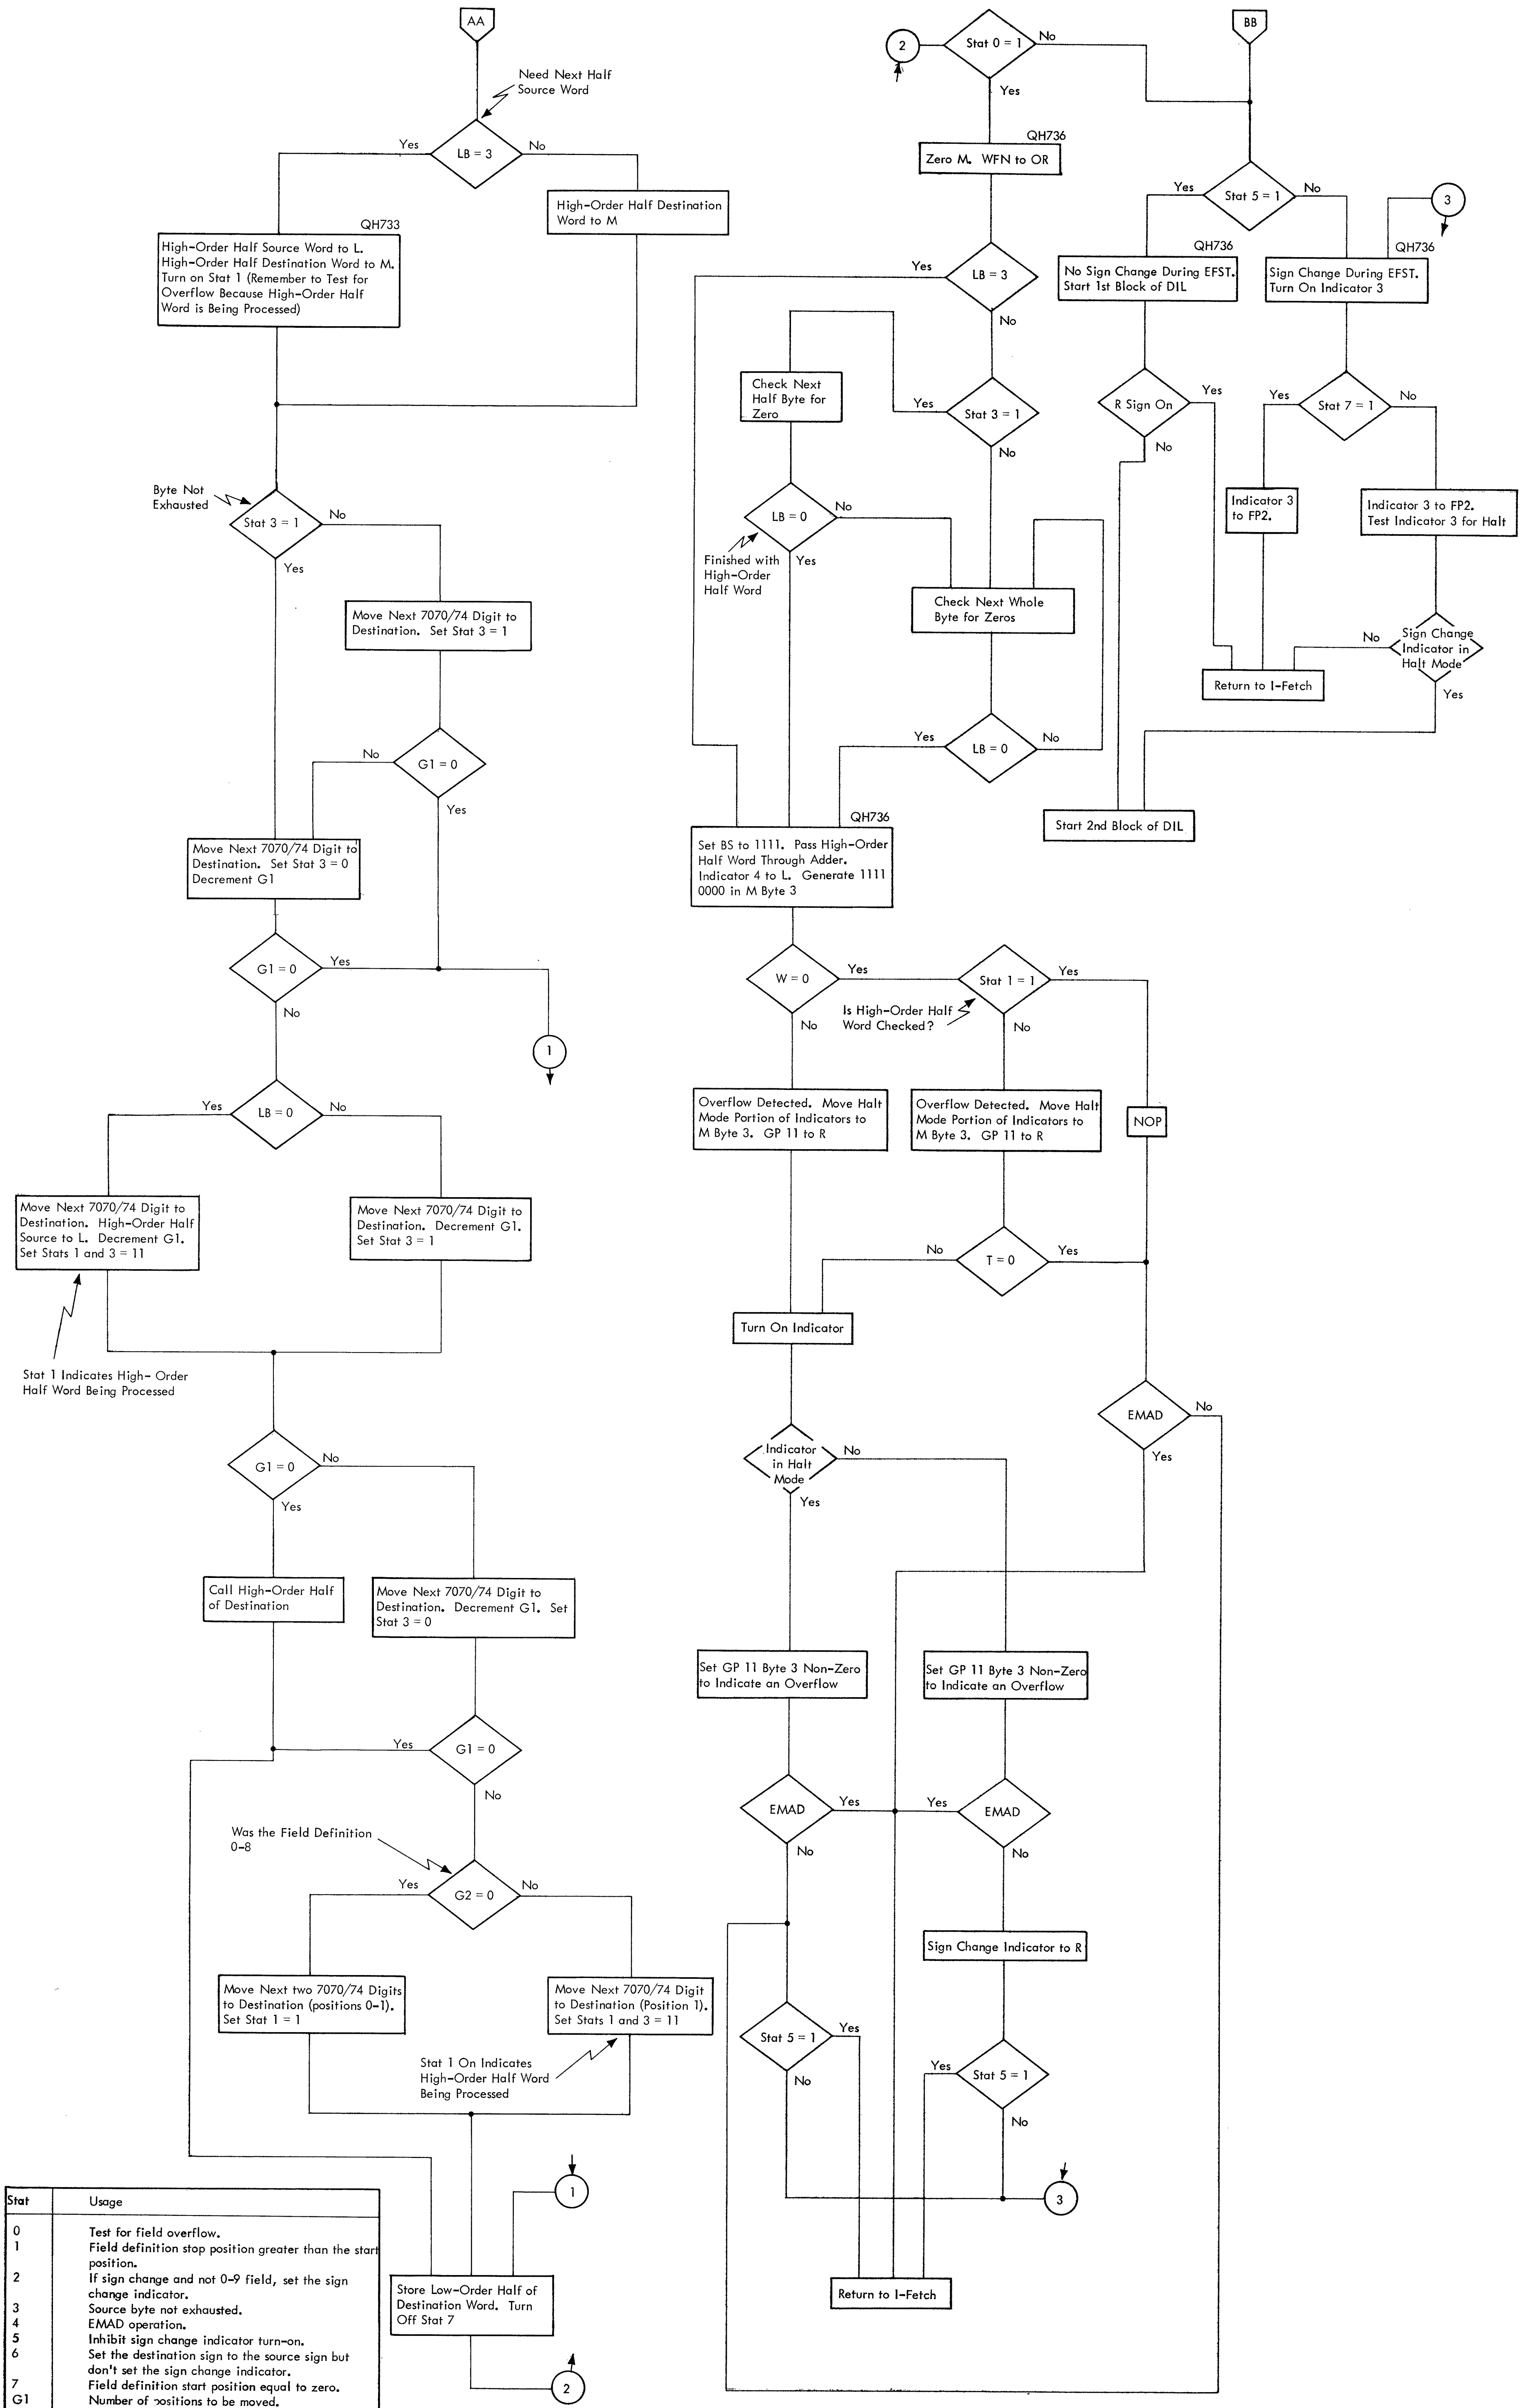 AA
Need Next Half
Source Word
Yes
LB = 3
No
QH733
High-Order Half Source Word to L.
High-Order Half Destination Word to M.
Turn on Stat 1 (Remember to Test for
Overflow Because High-Order Half
Word is Being Processed)
High-Order Half Destination
Word to M
Byte Not
Exhausted
Stat 3 = 1
No
Yes
Move Next 7070/74 Digit to
Destination. Set Stat 3 = 1
No
G1 = 0
Yes
Move Next 7070/74 Digit to
Destination. Set Stat 3 = 0
Decrement G1
G1 = 0
Yes
No
1
Yes
LB = 0
No
Move Next 7070/74 Digit to
Destination. High-Order Half
Source to L. Decrement G1.
Set Stats 1 and 3 = 11
Move Next 7070/74 Digit to
Destination. Decrement G1.
Set Stat 3 = 1
Stat 1 Indicates High- Order
Half Word Being Processed
G1 = 0
No
Yes
Call High-Order Half
of Destination
Move Next 7070/74 Digit to
Destination. Decrement G1. Set
Stat 3 = 0
Yes
G1 = 0
No
Was the Field Definition
0-8
Yes
G2 = 0
No
Move Next two 7070/74 Digits
to Destination (positions 0-1).
Set Stat 1 = 1
Move Next 7070/74 Digit
to Destination (Position 1).
Set Stats 1 and 3 = 11
Stat 1 On Indicates
High-Order Half Word
Being Processed
1
Store Low-Order Half of
Destination Word. Turn
Off Stat 7
2
Stat Usage
0 Test for field overflow.
1 Field definition stop position greater than the start
position.
2 If sign change and not 0-9 field, set the sign
change indicator.
3 Source byte not exhausted.
4 EMAD operation.
5 Inhibit sign change indicator turn-on.
6 Set the destination sign to the source sign but
don't set the sign change indicator.
7 Field definition start position equal to zero.
G1 Number of positions to be moved.
2
Stat 0 = 1
No
Yes
QH736
Zero M. WFN to OR
Yes
LB = 3
No
Check Next
Half Byte for
Zero
Yes
Stat 3 = 1
No
LB = 0
No
Yes
Finished with
High-Order
Half Word
Check Next Whole
Byte for Zeros
Yes
LB = 0
No
QH736
Set BS to 1111. Pass High-Order
Half Word Through Adder.
Indicator 4 to L. Generate 1111
0000 in M Byte 3
W = 0
Yes
No
Stat 1 = 1
Yes
Is High-Order Half
Word Checked?
No
Overflow Detected. Move Halt
Mode Portion of Indicators to
M Byte 3. GP 11 to R
Overflow Detected. Move Halt
Mode Portion of Indicators to
M Byte 3. GP 11 to R
NOP
No
T = 0
Yes
Turn On Indicator
EMAD
No
Yes
Indicator
in Halt
Mode
No
Yes
Set GP 11 Byte 3 Non-Zero
to Indicate an Overflow
Set GP 11 Byte 3 Non-Zero
to Indicate an Overflow
EMAD
Yes
No
Yes
EMAD
No
Sign Change Indicator to R
Stat 5 = 1
Yes
No
Yes
Stat 5 = 1
No
3
Return to I-Fetch
BB
Yes
Stat 5 = 1
No
3
QH736
No Sign Change During EFST.
Start 1st Block of DIL
QH736
Sign Change During EFST.
Turn On Indicator 3
R Sign On
Yes
No
Yes
Stat 7 = 1
No
Indicator 3
to FP2.
Indicator 3 to FP2.
Test Indicator 3 for Halt
No
Sign Change
Indicator in
Halt Mode
Yes
Return to I-Fetch
Start 2nd Block of DIL